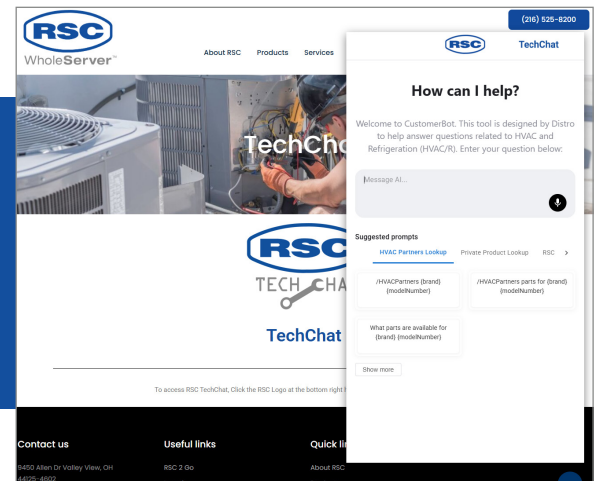 RSC
WholeServer™
About RSC
Products
Services
(216) 525-8200
TechCha
RSC
TECH CHA
TechChat
To access RSC TechChat, Click the RSC Logo at the bottom right
Contact us
9450 Allen Dr Valley View, OH
44125-4602
Useful links
RSC 2 Go
Quick li
About RSC
RSC
TechChat
How can I help?
Welcome to CustomerBot. This tool is designed by Distro
to help answer questions related to HVAC and
Refrigeration (HVAC/R). Enter your question below:
Message AI...
Suggested prompts
HVAC Partners Lookup
Private Product Lookup
RSC
/HVACPartners {brand}
{modelNumber}
/HVACPartners parts for {brand}
{modelNumber}
What parts are available for
{brand} {modelNumber}
Show more